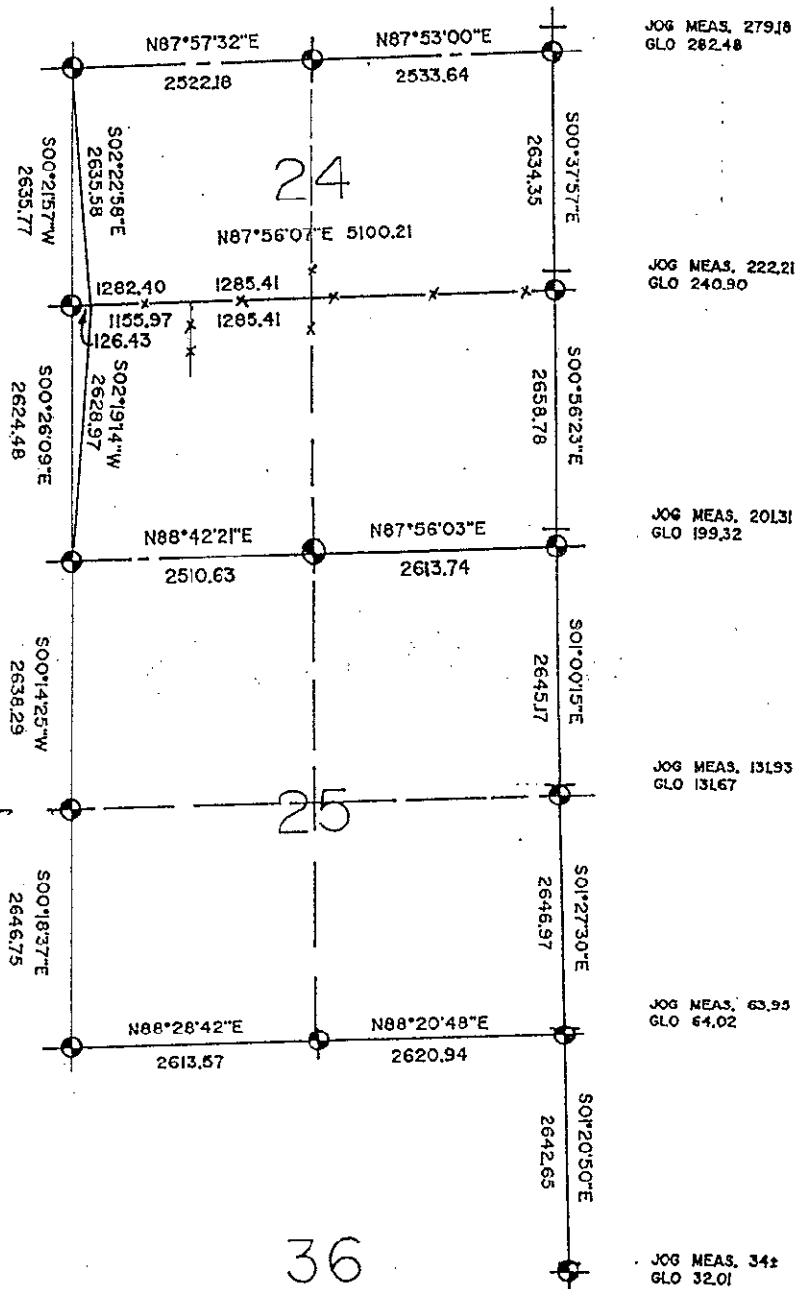 JOG MEAS. 279.18
GLO 282.48
N87°57'32"E
2522.18
N87°53'00"E
2533.64
S00°21'57"W
2635.77
S02°22'58"E
2635.58
24
S00°37'57"E
2634.35
N87°56'07"E 5100.21
JOG MEAS. 222.21
GLO 240.90
1282.40
1285.41
1155.97
1285.41
126.43
S00°26'09"E
2624.48
S02°19'14"W
2628.97
S00°56'23"E
2658.78
JOG MEAS. 201.31
GLO 199.32
N88°42'21"E
2510.63
N87°56'03"E
2613.74
S00°14'25"W
2638.29
S01°00'15"E
2645.17
JOG MEAS. 131.93
GLO 131.67
25
S00°18'37"E
2646.75
S01°27'30"E
2646.97
JOG MEAS. 63.95
GLO 64.02
N88°28'42"E
2613.57
N88°20'48"E
2620.94
S01°20'50"E
2642.65
36
JOG MEAS. 34±
GLO 32.01